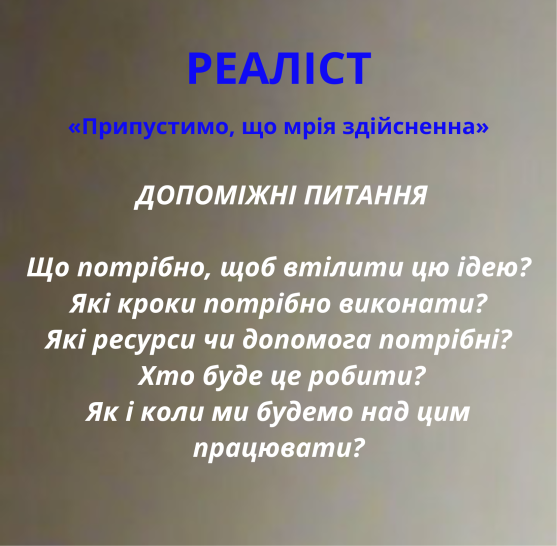 РЕАЛІСТ
«Припустимо, що мрія здійсненна»
ДОПОМІЖНІ ПИТАННЯ
Що потрібно, щоб втілити цю ідею?
Які кроки потрібно виконати?
Які ресурси чи допомога потрібні?
Хто буде це робити?
Як і коли ми будемо над цим
працювати?